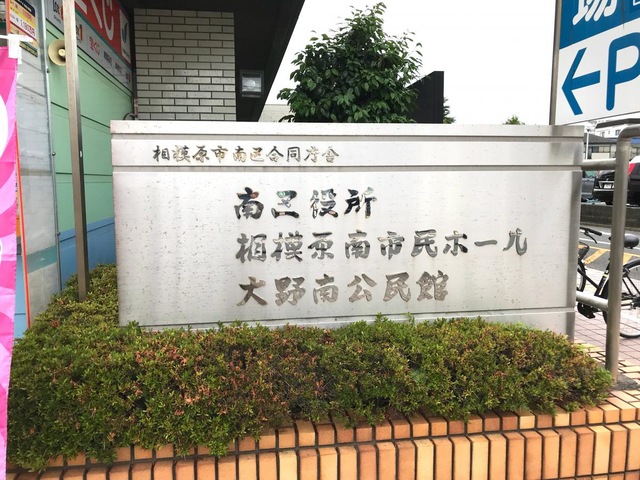 相模原市南区合同庁舎
南区役所
相模原南市民ホール
大野南公民館
場
←P